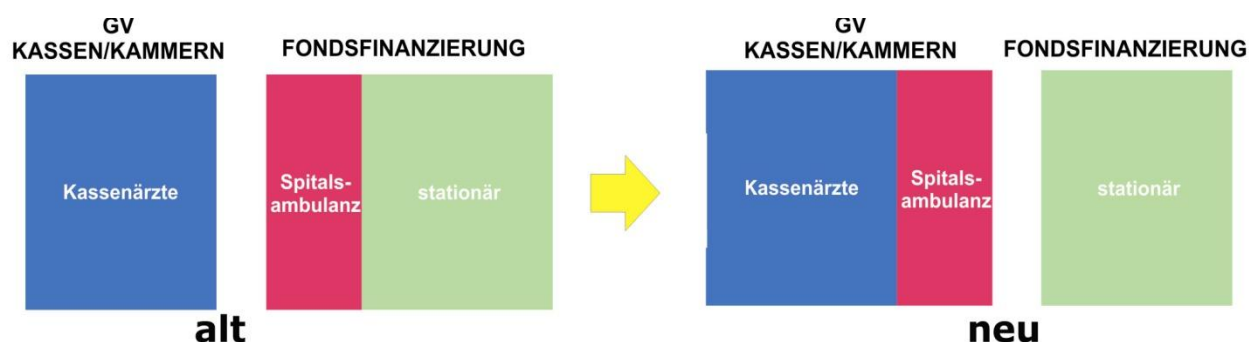 GV
KASSEN/KAMMERN
FONDSFINANZIERUNG
Kassenärzte
Spitals-
ambulanz
stationär
alt
GV
KASSEN/KAMMERN
FONDSFINANZIERUNG
Kassenärzte
Spitals-
ambulanz
stationär
neu